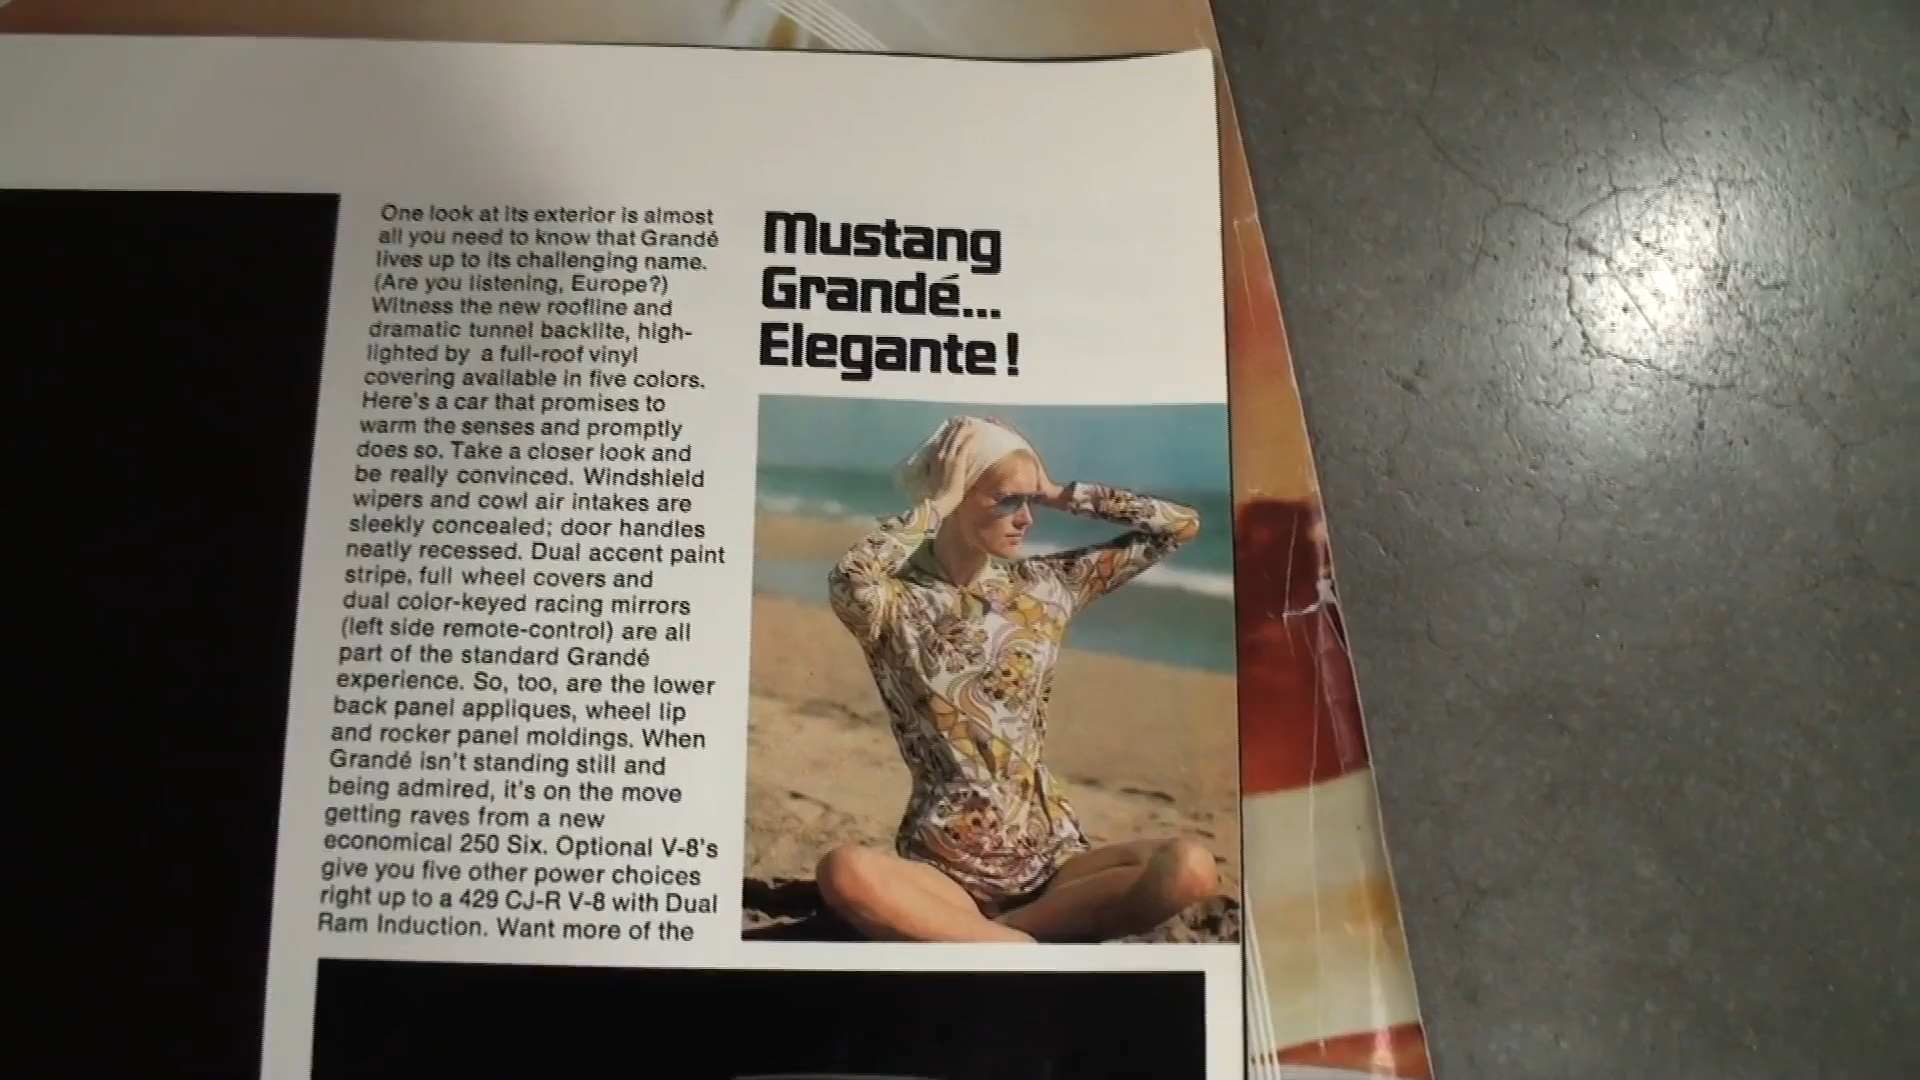 One look at its exterior is almost
all you need to know that Grandé
lives up to its challenging name.
(Are you listening, Europe?)
Witness the new roofline and
dramatic tunnel backlite, high-
lighted by a full-roof vinyl
covering available in five colors.
Here's a car that promises to
warm the senses and promptly
does so. Take a closer look and
be really convinced. Windshield
wipers and cowl air intakes are
sleekly concealed; door handles
neatly recessed. Dual accent paint
stripe, full wheel covers and
dual color-keyed racing mirrors
(left side remote-control) are all
part of the standard Grandé
experience. So, too, are the lower
back panel appliques, wheel lip
and rocker panel moldings. When
Grandé isn't standing still and
being admired, it's on the move
getting raves from a new
economical 250 Six. Optional V-8's
give you five other power choices
right up to a 429 CJ-R V-8 with Dual
Ram Induction. Want more of the
Mustang
Grandé...
Elegante!